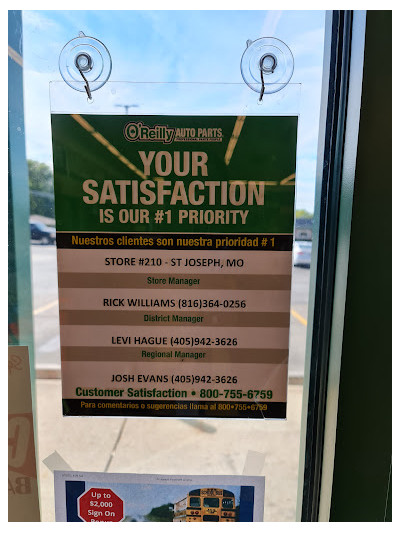 O'Reilly AUTO PARTS
YOUR
SATISFACTION
IS OUR #1 PRIORITY
Nuestros clientes son nuestra prioridad # 1
STORE #210 - ST JOSEPH, MO
Store Manager
RICK WILLIAMS (816)364-0256
District Manager
LEVI HAGUE (405)942-3626
Regional Manager
JOSH EVANS (405)942-3626
Customer Satisfaction • 800-755-6759
Para comentarios o sugerencias llama al 800•755•6759
Up to
$2,000
Sign On